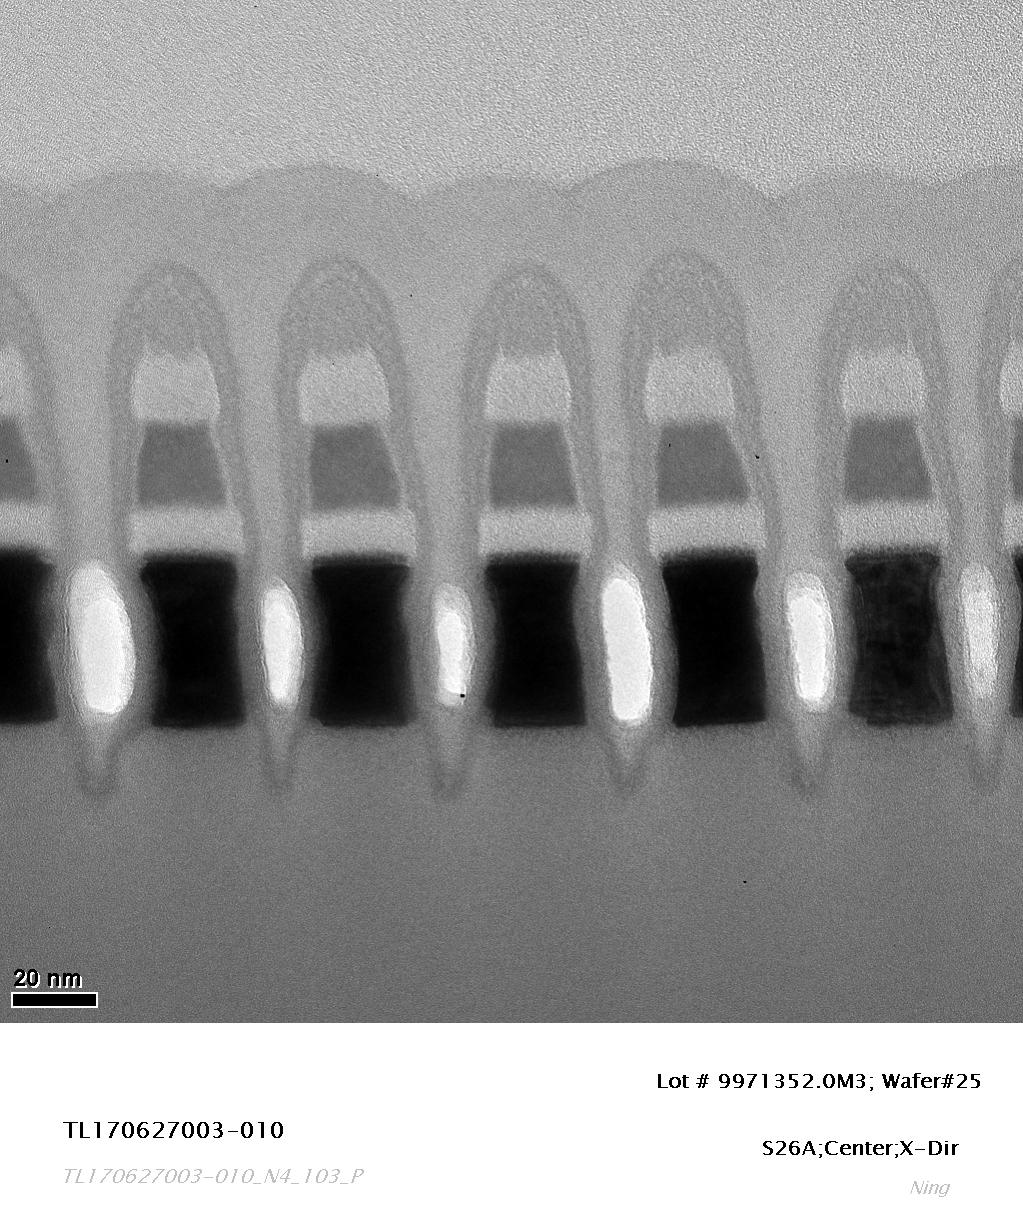 20 nm
Lot # 9971352.0M3; Wafer#25
TL170627003-010
S26A;Center;X-Dir
TL170627003-010_N4_103_P
Ning